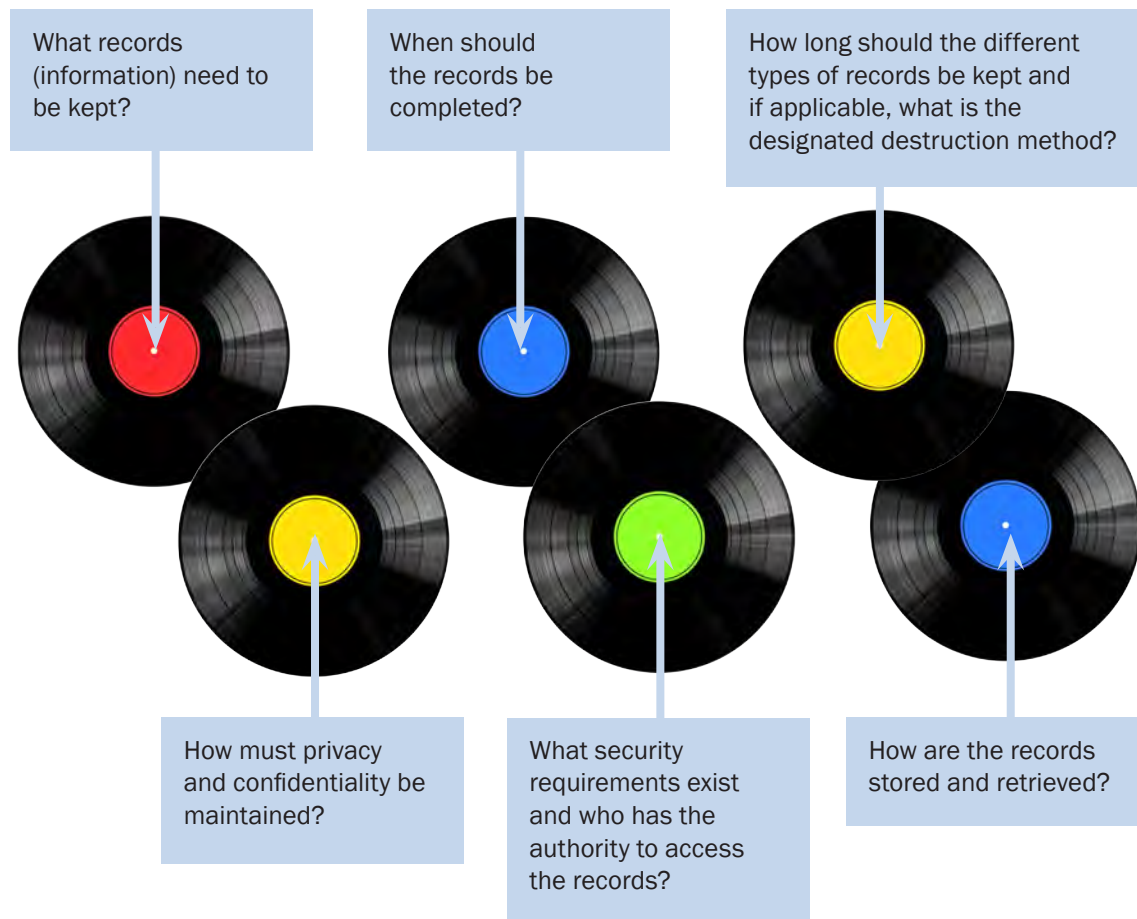 What records
(information) need to
be kept?
When should
the records be
completed?
How long should the different
types of records be kept and
if applicable, what is the
designated destruction method?
How must privacy
and confidentiality be
maintained?
What security
requirements exist
and who has the
authority to access
the records?
How are the records
stored and retrieved?